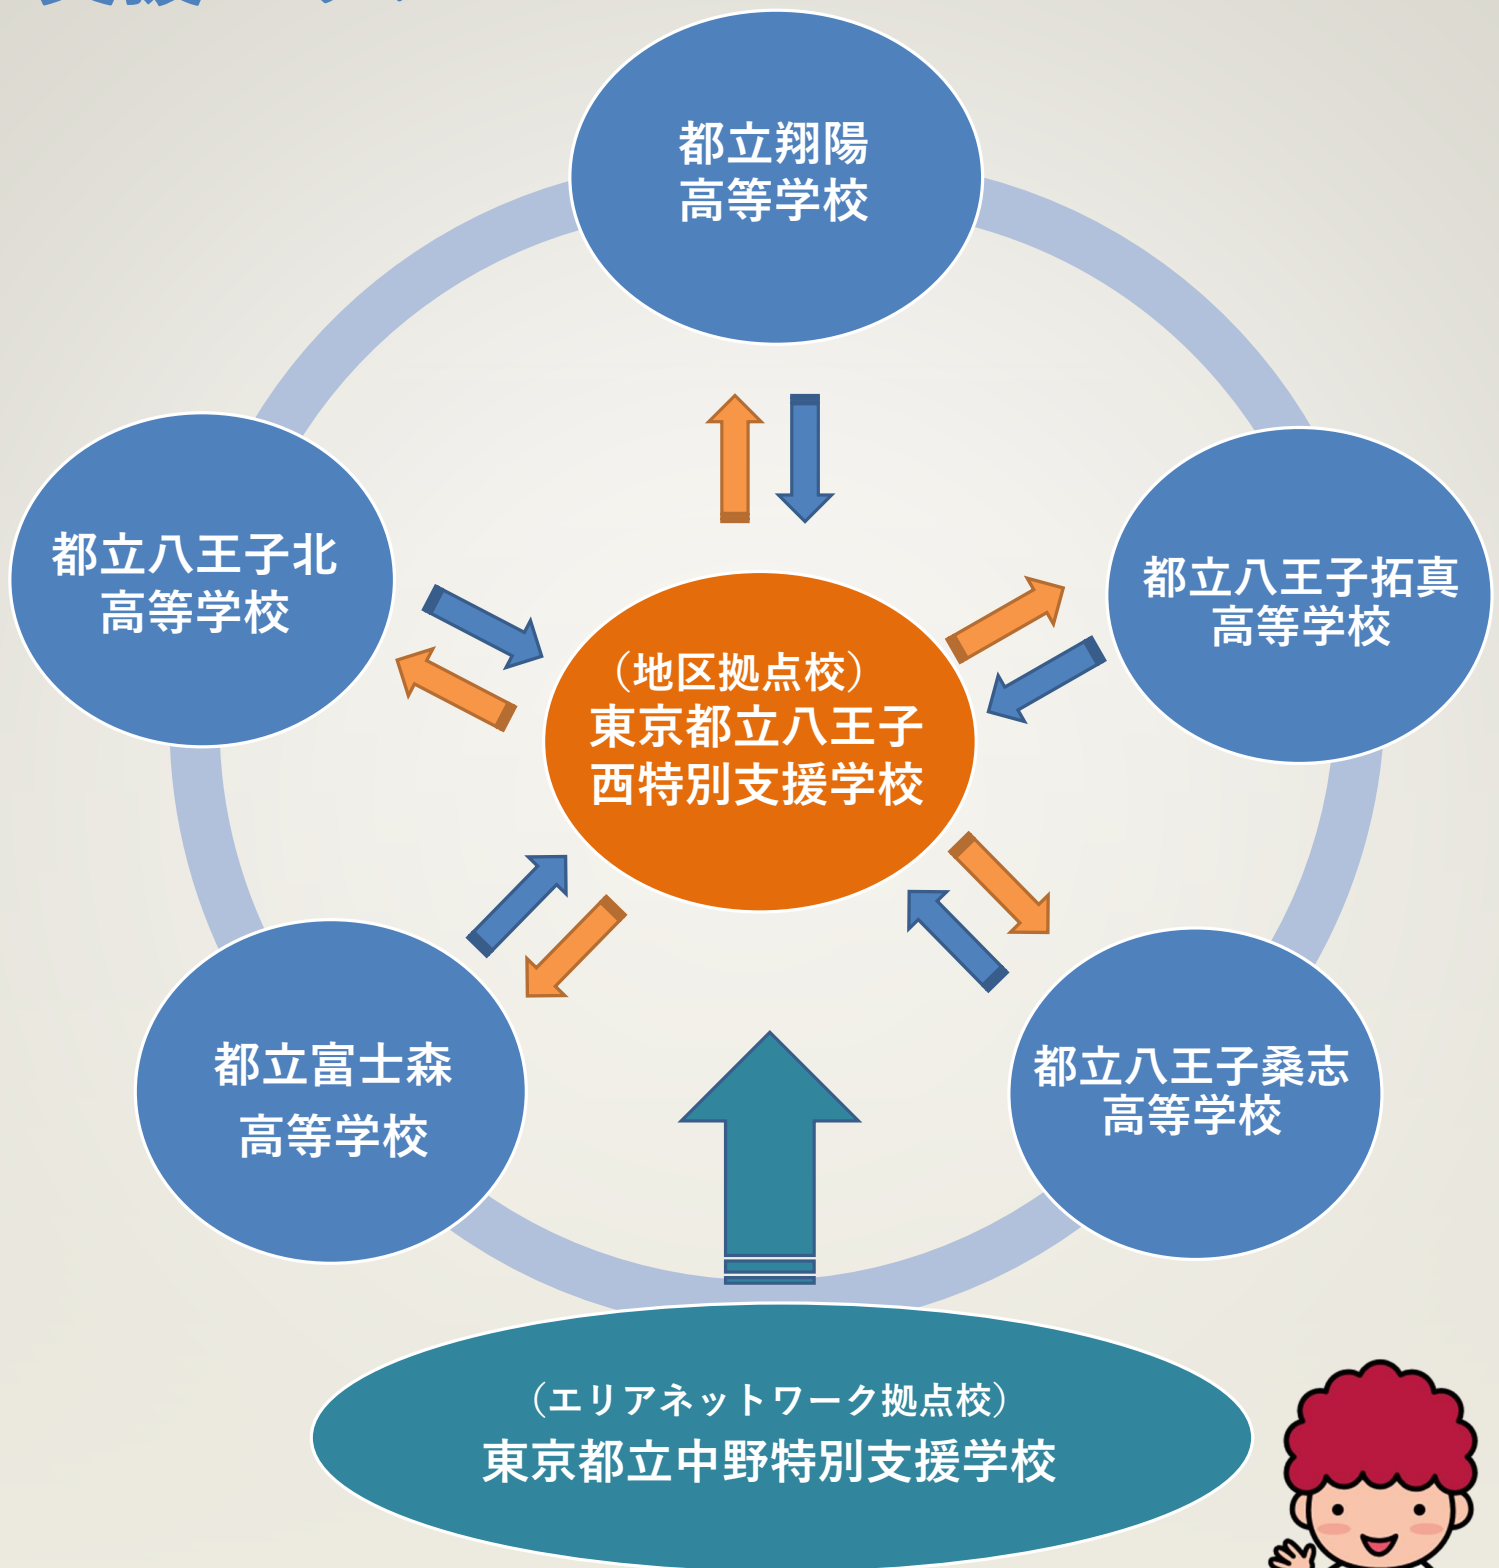 都立翔陽
高等学校
都立八王子北
高等学校
都立八王子拓真
高等学校
（地区拠点校）
東京都立八王子
西特別支援学校
都立富士森
高等学校
都立八王子桑志
高等学校
（エリアネットワーク拠点校）
東京都立中野特別支援学校